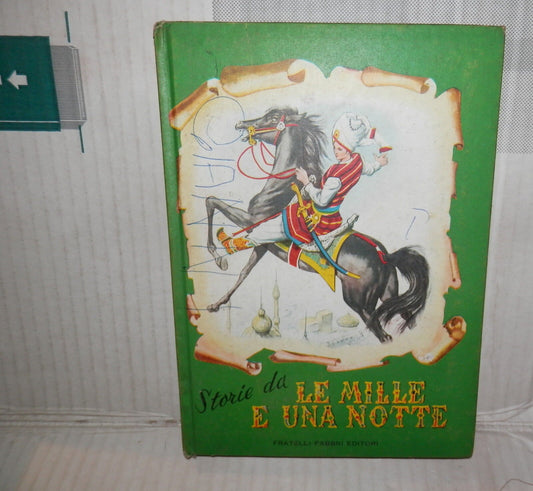 Storie da
LE MILLE
E UNA NOTTE
FRATELLI FABBRI EDITORI